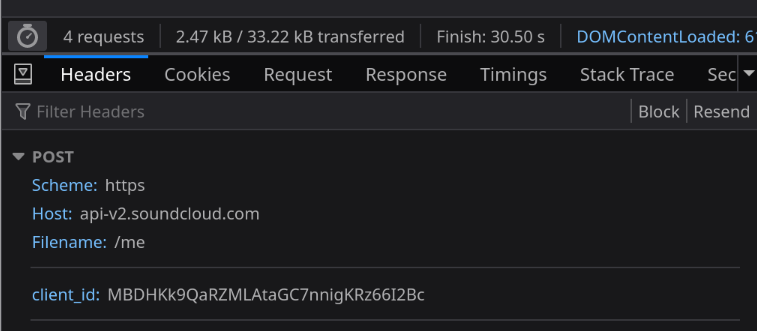 4 requests 2.47 kB / 33.22 kB transferred Finish: 30.50 s DOMContentLoaded: 6
Headers Cookies Request Response Timings Stack Trace Sec
Filter Headers Block Resend
POST
Scheme: https
Host: api-v2.soundcloud.com
Filename: /me
client_id: MBDHKk9QaRZMLAtaGC7nnigKRz66I2Bc